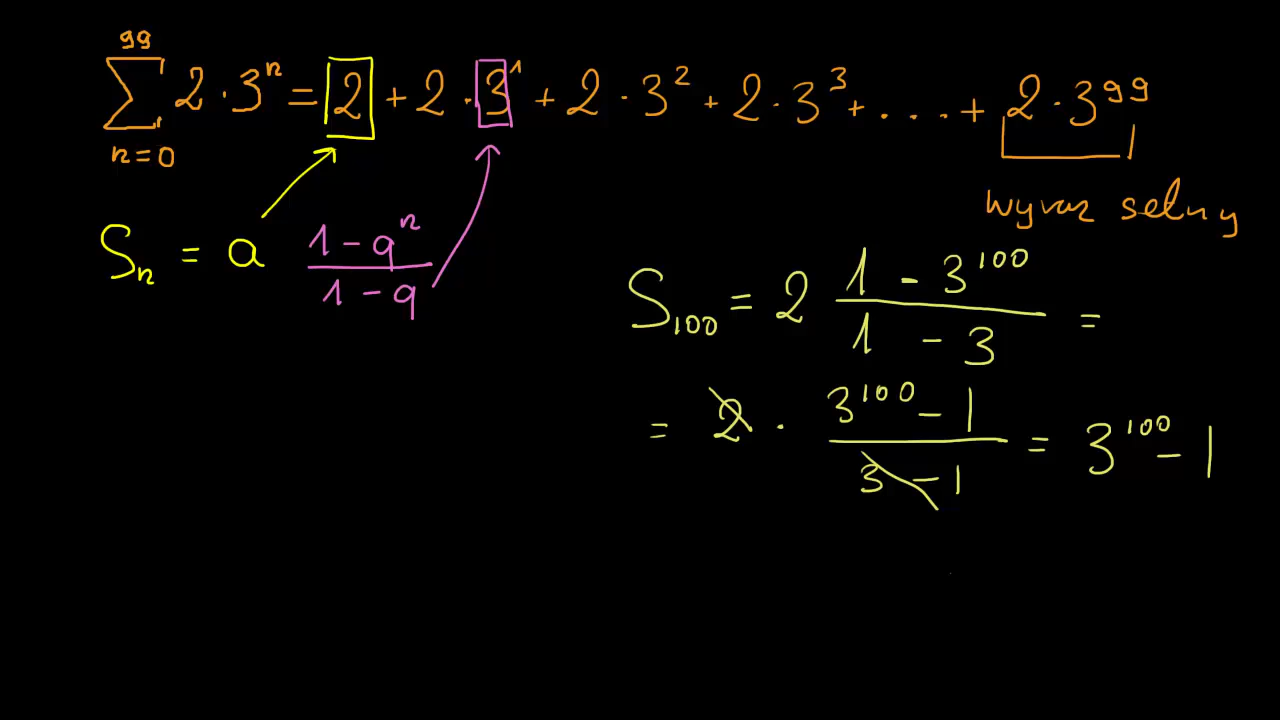 99
∑ 2 · 3ⁿ = 2 + 2 · 3¹ + 2 · 3² + 2 · 3³ + . . . + 2 · 3⁹⁹
n = 0
wyraz setny
Sₙ = a (1 − qⁿ)/(1 − q)
S₁₀₀ = 2 (1 − 3¹⁰⁰)/(1 − 3) =
= 2 · (3¹⁰⁰ − 1)/(3 − 1) = 3¹⁰⁰ − 1